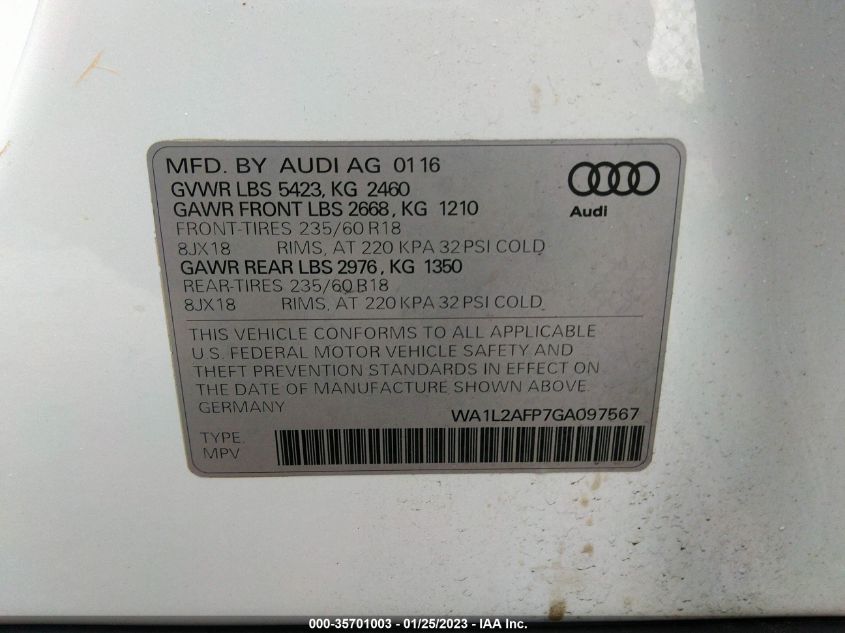 MFD. BY AUDI AG 01 16
GVWR LBS 5423, KG 2460
GAWR FRONT LBS 2668, KG 1210
FRONT-TIRES 235/60 R18
8JX18 RIMS, AT 220 KPA 32 PSI COLD
GAWR REAR LBS 2976, KG 1350
REAR-TIRES 235/60 R18
8JX18 RIMS, AT 220 KPA 32 PSI COLD
Audi
THIS VEHICLE CONFORMS TO ALL APPLICABLE
U.S. FEDERAL MOTOR VEHICLE SAFETY AND
THEFT PREVENTION STANDARDS IN EFFECT ON
THE DATE OF MANUFACTURE SHOWN ABOVE.
GERMANY WA1L2AFP7GA097567
TYPE.
MPV
000-35701003 - 01/25/2023 - IAA Inc.